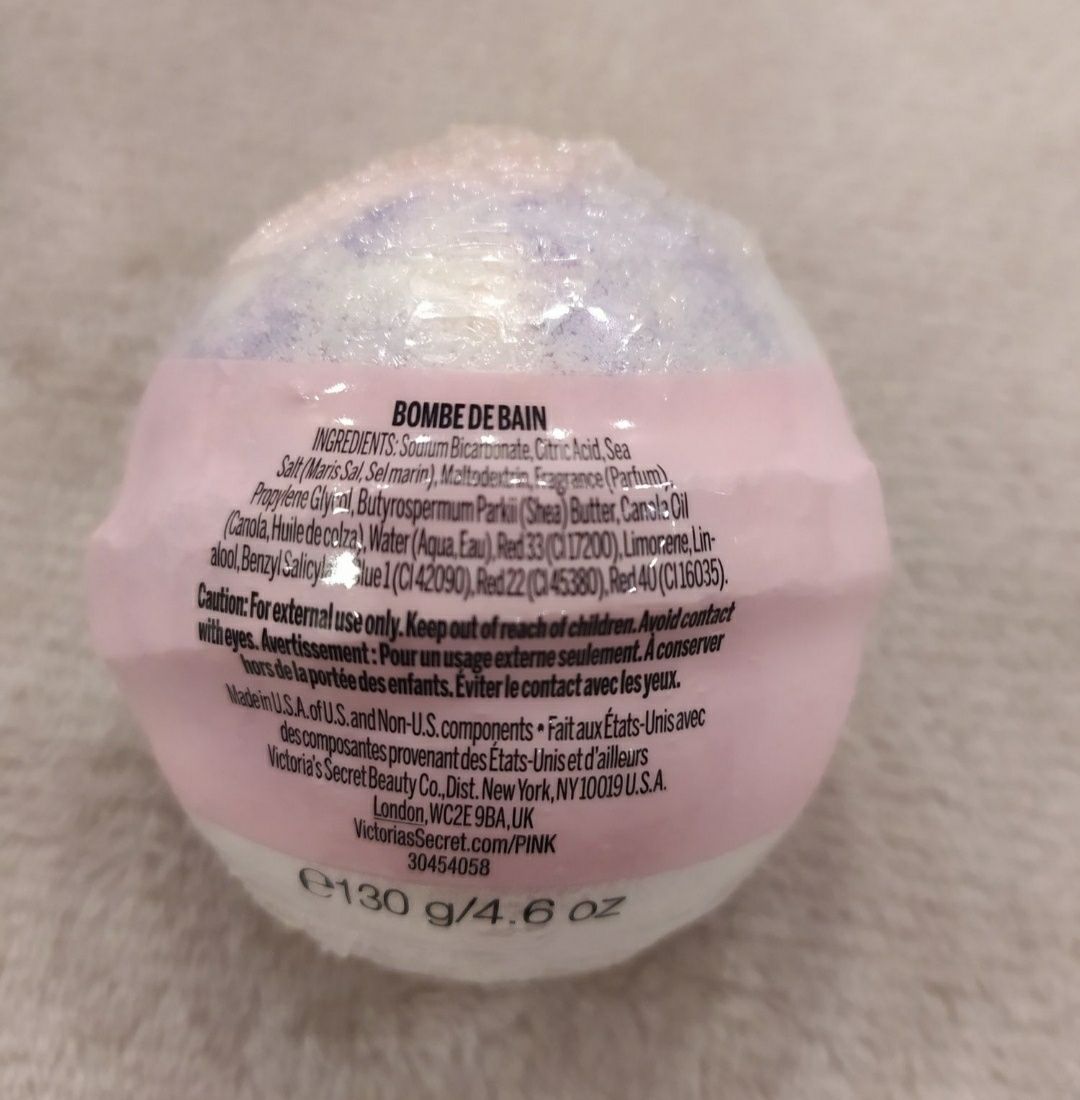 BOMBE DE BAIN
INGREDIENTS: Sodium Bicarbonate, Citric Acid, Sea
Salt (Maris Sal, Sel marin), Maltodextrin, Fragrance (Parfum),
Propylene Glycol, Butyrospermum Parkii (Shea) Butter, Canola Oil
(Canola, Huile de colza), Water (Aqua, Eau), Red 33 (CI 17200), Limonene, Lin-
alool, Benzyl 1 (CI 42090), Red 22 (CI 45380), Red 40 (CI 16035).
Caution: For external use only. Keep out of reach of children. Avoid contact
with eyes. Avertissement : Pour un usage externe seulement. À conserver
hors de la portée des enfants. Éviter le contact avec les yeux.
Made in U.S.A. of U.S. and Non-U.S. components • Fait aux États-Unis avec
des composantes provenant des États-Unis et d'ailleurs
Victoria's Secret Beauty Co., Dist. New York, NY 10019 U.S.A.
London, WC2E 9BA, UK
VictoriasSecret.com/PINK
30454058
℮130 g/4.6 oz